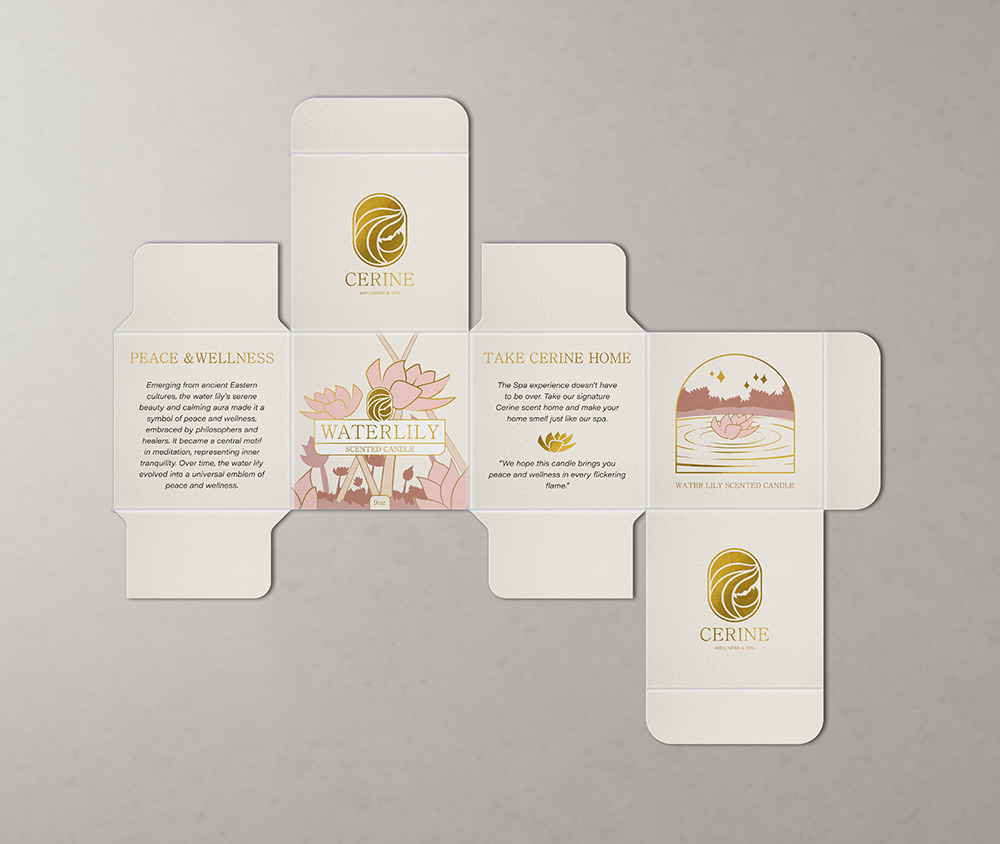 CERINE
WELLNESS & SPA
PEACE &WELLNESS
Emerging from ancient Eastern
cultures, the water lily's serene
beauty and calming aura made it a
symbol of peace and wellness,
embraced by philosophers and
healers. It became a central motif
in meditation, representing inner
tranquility. Over time, the water lily
evolved into a universal emblem of
peace and wellness.
WATERLILY
SCENTED CANDLE
9oz
TAKE CERINE HOME
The Spa experience doesn't have
to be over. Take our signature
Cerine scent home and make your
home smell just like our spa.
"We hope this candle brings you
peace and wellness in every flickering
flame."
WATER LILY SCENTED CANDLE
CERINE
WELLNESS & SPA